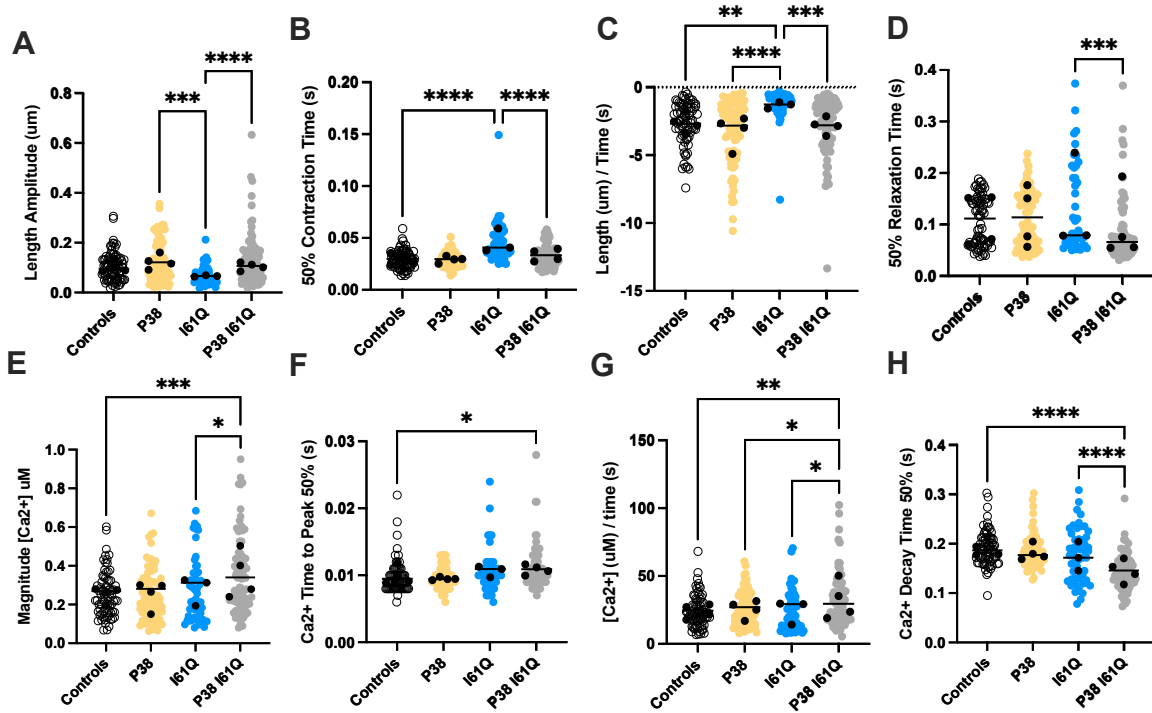 A
Length Amplitude (um)
0.8
0.6
0.4
0.2
0.0
***
****
Controls
P38
I61Q
P38 I61Q
B
50% Contraction Time (s)
0.20
0.15
0.10
0.05
0.00
****
****
Controls
P38
I61Q
P38 I61Q
C
Length (um) / Time (s)
0
-5
-10
-15
**
***
****
Controls
P38
I61Q
P38 I61Q
D
50% Relaxation Time (s)
0.4
0.3
0.2
0.1
0.0
***
Controls
P38
I61Q
P38 I61Q
E
Magnitude [Ca2+] uM
1.0
0.8
0.6
0.4
0.2
0.0
***
*
Controls
P38
I61Q
P38 I61Q
F
Ca2+ Time to Peak 50% (s)
0.03
0.02
0.01
0.00
*
Controls
P38
I61Q
P38 I61Q
G
[Ca2+] (uM) / time (s)
150
100
50
0
**
*
*
Controls
P38
I61Q
P38 I61Q
H
Ca2+ Decay Time 50% (s)
0.4
0.3
0.2
0.1
0.0
****
****
Controls
P38
I61Q
P38 I61Q